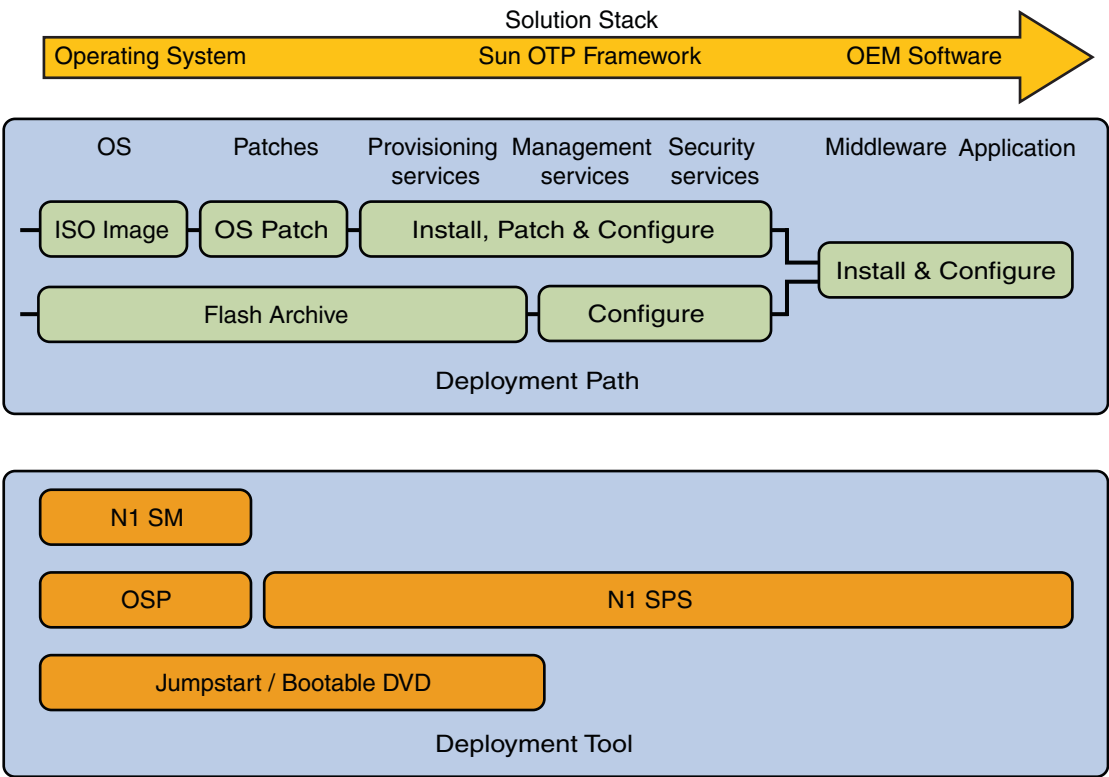 Solution Stack
Operating System Sun OTP Framework OEM Software
OS Patches Provisioning services Management services Security services Middleware Application
ISO Image OS Patch Install, Patch & Configure
Install & Configure
Flash Archive Configure
Deployment Path
N1 SM
OSP N1 SPS
Jumpstart / Bootable DVD
Deployment Tool